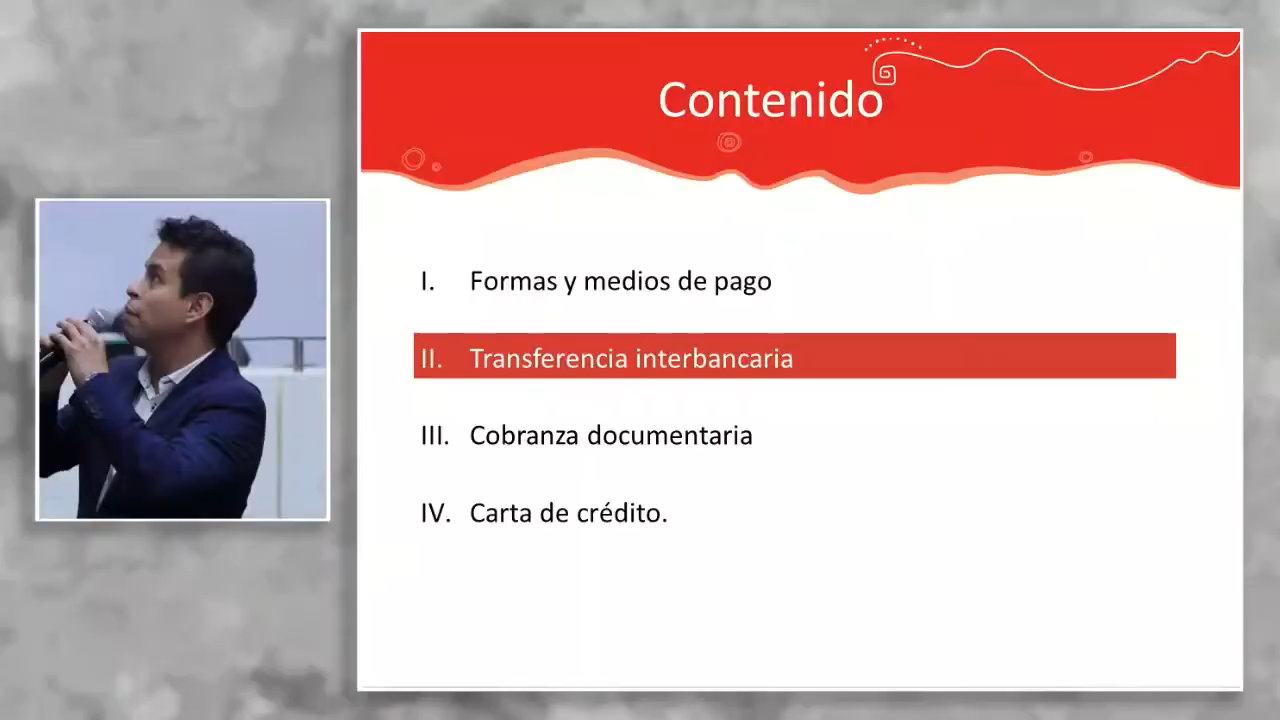 Contenido
I. Formas y medios de pago
II. Transferencia interbancaria
III. Cobranza documentaria
IV. Carta de crédito.